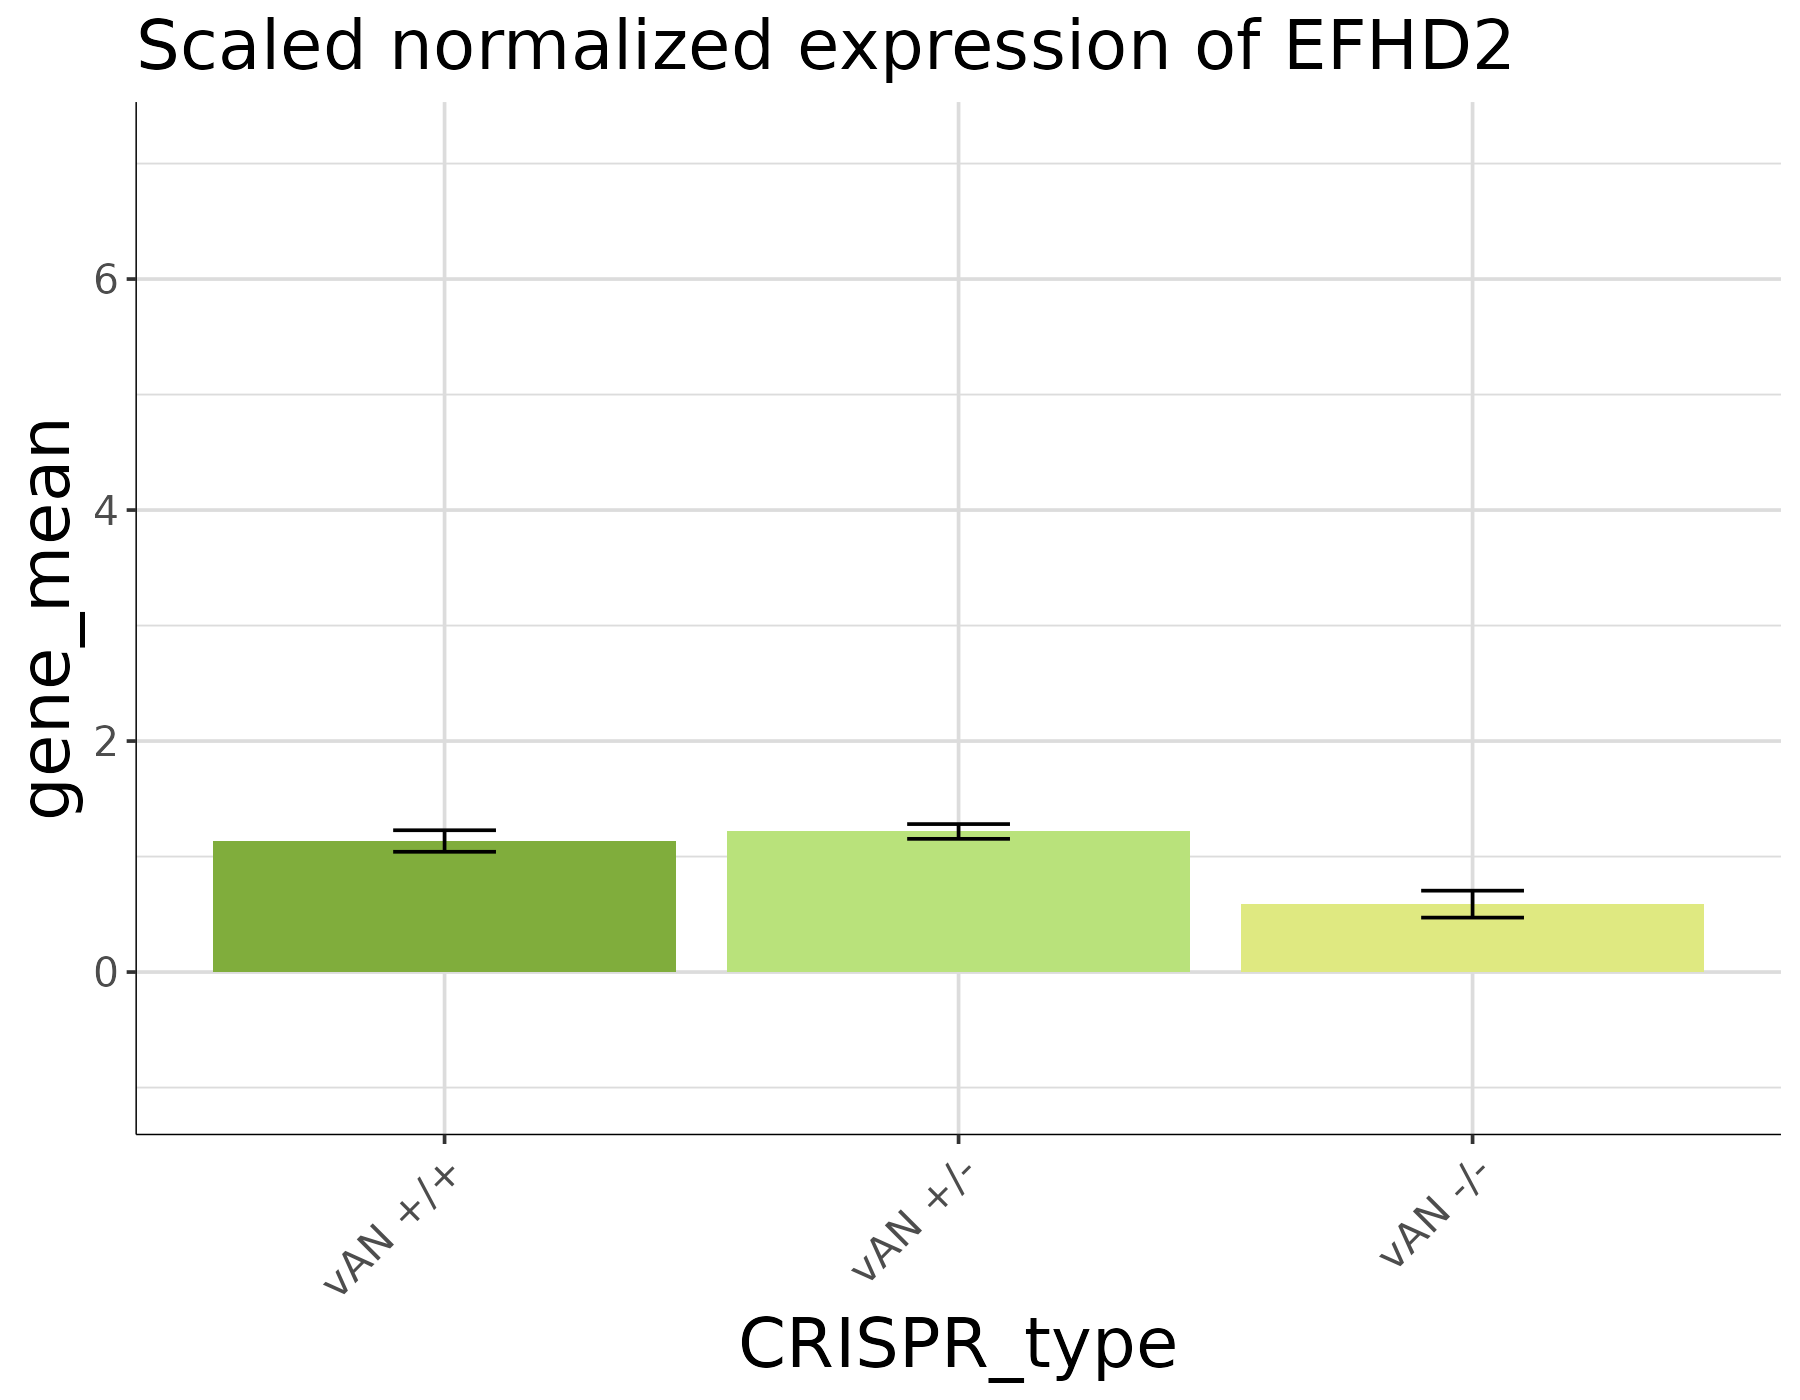 Scaled normalized expression of EFHD2
gene_mean
6
4
2
0
vAN +/+
vAN +/-
vAN -/-
CRISPR_type